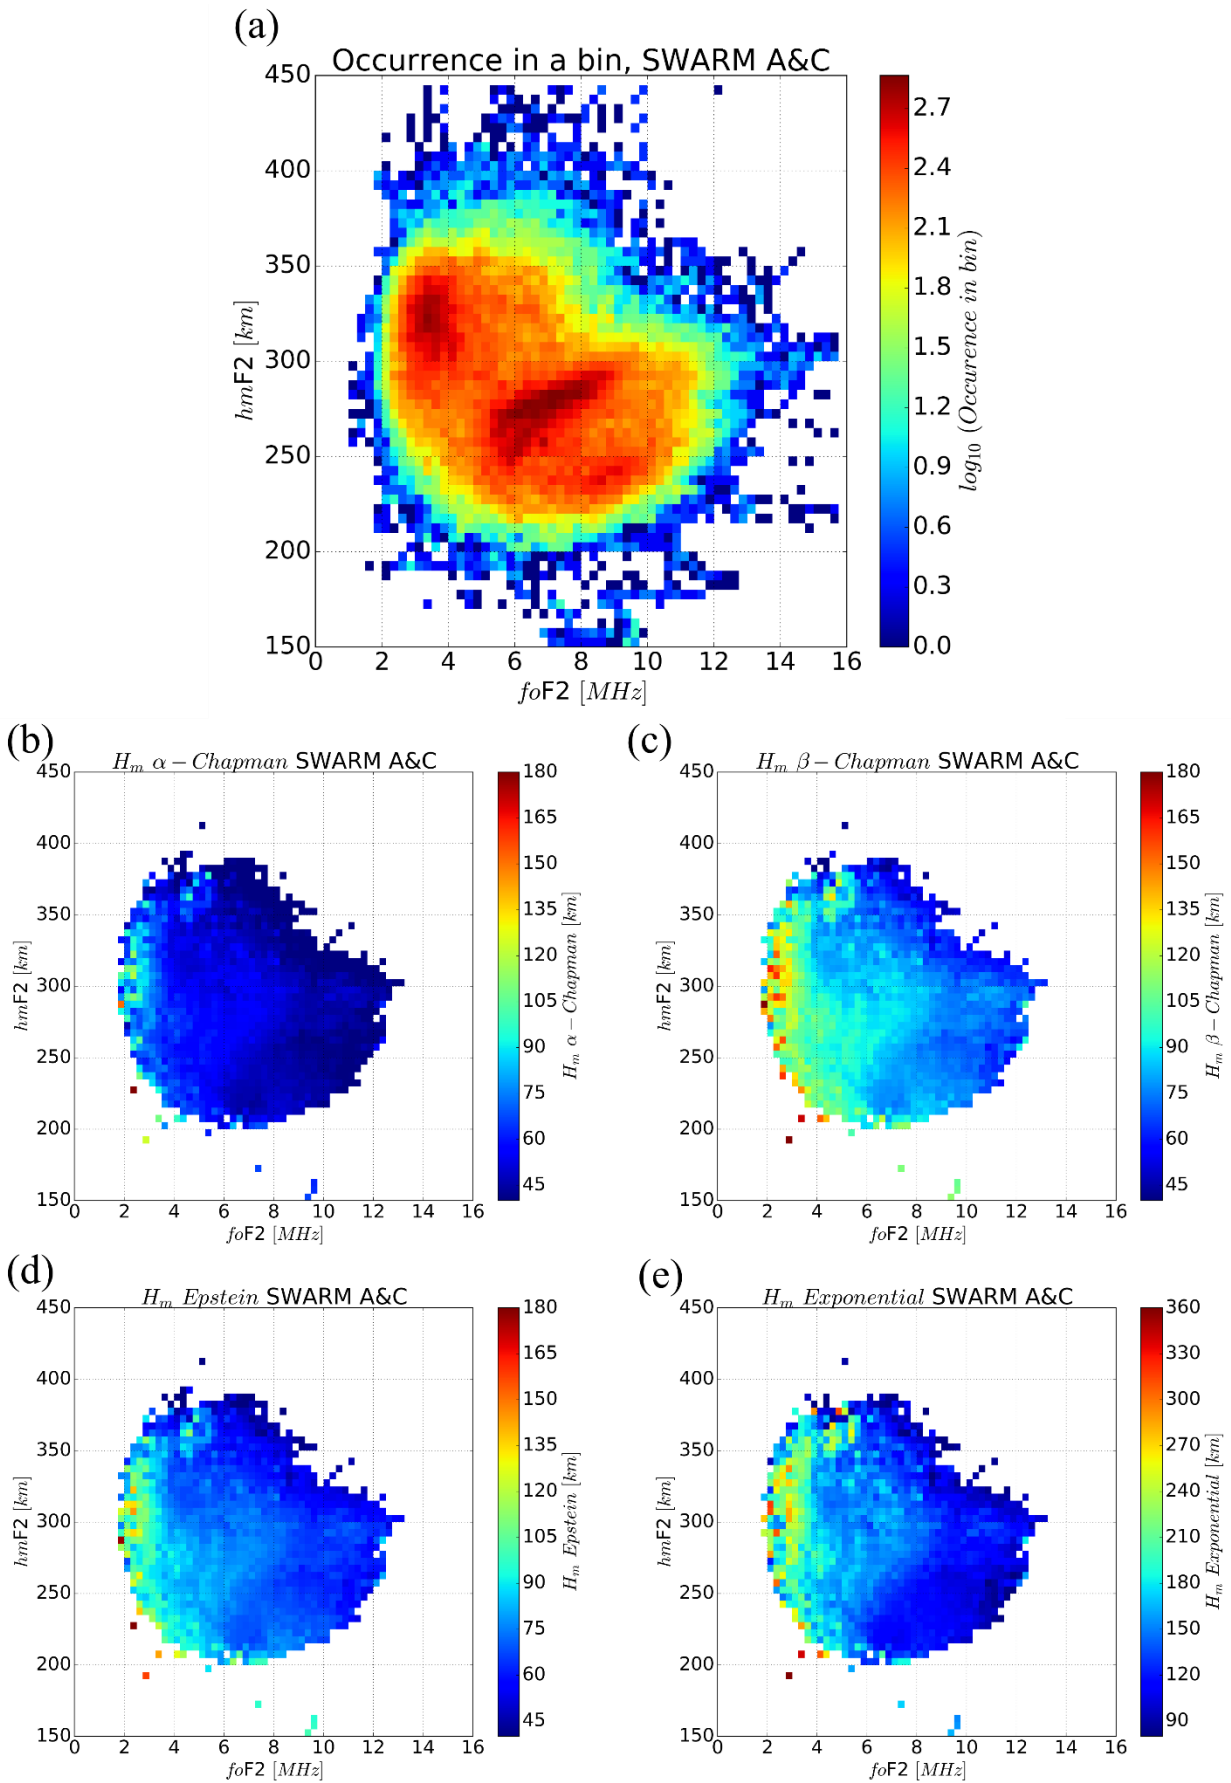 (a)
Occurrence in a bin, SWARM A&C
450
400
350
300
250
200
150
hmF2 [km]
0 2 4 6 8 10 12 14 16
foF2 [MHz]
2.7
2.4
2.1
1.8
1.5
1.2
0.9
0.6
0.3
0.0
log10 (Occurence in bin)
(b)
Hm α − Chapman SWARM A&C
450
400
350
300
250
200
150
hmF2 [km]
0 2 4 6 8 10 12 14 16
foF2 [MHz]
180
165
150
135
120
105
90
75
60
45
Hm α − Chapman [km]
(c)
Hm β − Chapman SWARM A&C
450
400
350
300
250
200
150
hmF2 [km]
0 2 4 6 8 10 12 14 16
foF2 [MHz]
180
165
150
135
120
105
90
75
60
45
Hm β − Chapman [km]
(d)
Hm Epstein SWARM A&C
450
400
350
300
250
200
150
hmF2 [km]
0 2 4 6 8 10 12 14 16
foF2 [MHz]
180
165
150
135
120
105
90
75
60
45
Hm Epstein [km]
(e)
Hm Exponential SWARM A&C
450
400
350
300
250
200
150
hmF2 [km]
0 2 4 6 8 10 12 14 16
foF2 [MHz]
360
330
300
270
240
210
180
150
120
90
Hm Exponential [km]